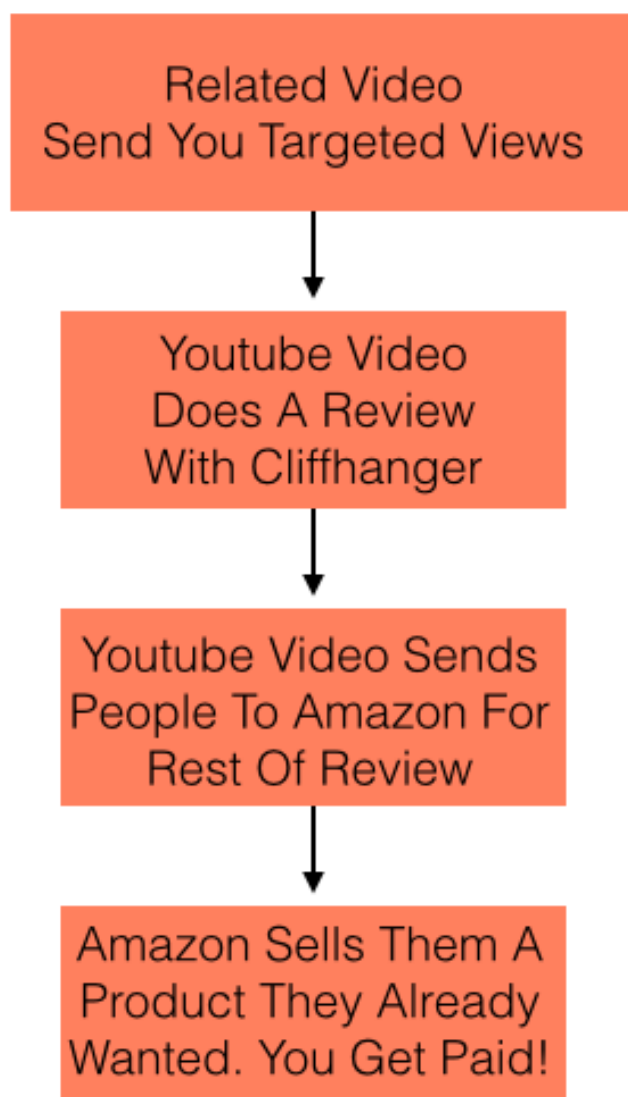 Related Video
Send You Targeted Views
Youtube Video
Does A Review
With Cliffhanger
Youtube Video Sends
People To Amazon For
Rest Of Review
Amazon Sells Them A
Product They Already
Wanted. You Get Paid!